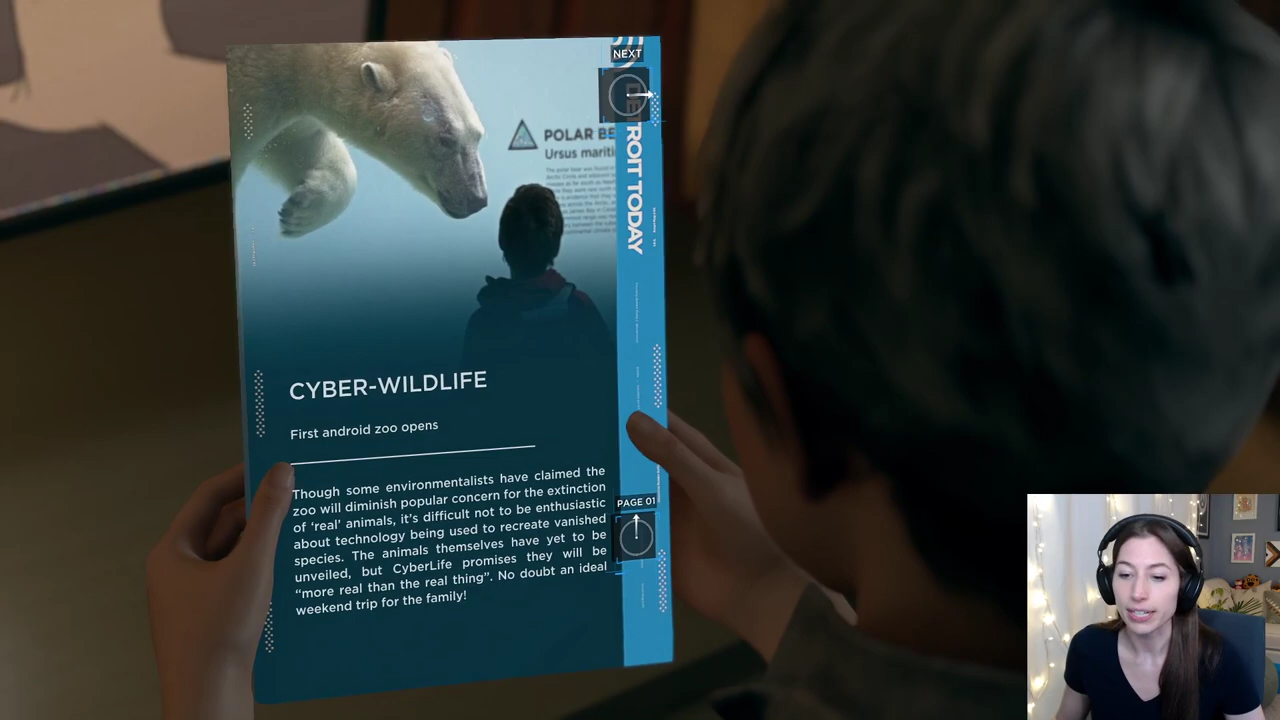 NEXT
POLAR BE
Ursus mariti
ROIT TODAY
CYBER-WILDLIFE
First android zoo opens
Though some environmentalists have claimed the
zoo will diminish popular concern for the extinction
of ‘real’ animals, it’s difficult not to be enthusiastic
about technology being used to recreate vanished
species. The animals themselves have yet to be
unveiled, but CyberLife promises they will be
“more real than the real thing”. No doubt an ideal
weekend trip for the family!
PAGE 01